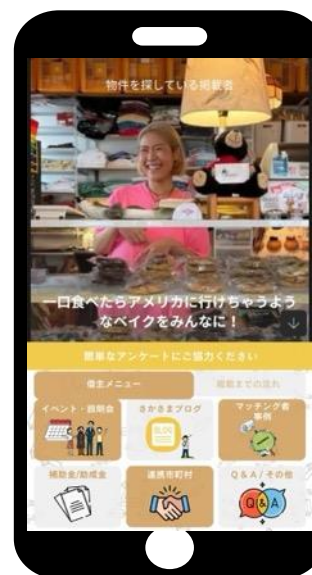 物件を探している掲載者
一口食べたらアメリカに行けちゃうよう
なベイクをみんなに！
簡単なアンケートにご協力ください
借主メニュー
掲載までの流れ
イベント・説明会
さかさまブログ
マッチング者
事例
BLOG
補助金/助成金
連携市町村
Q & A / その他
Q&A